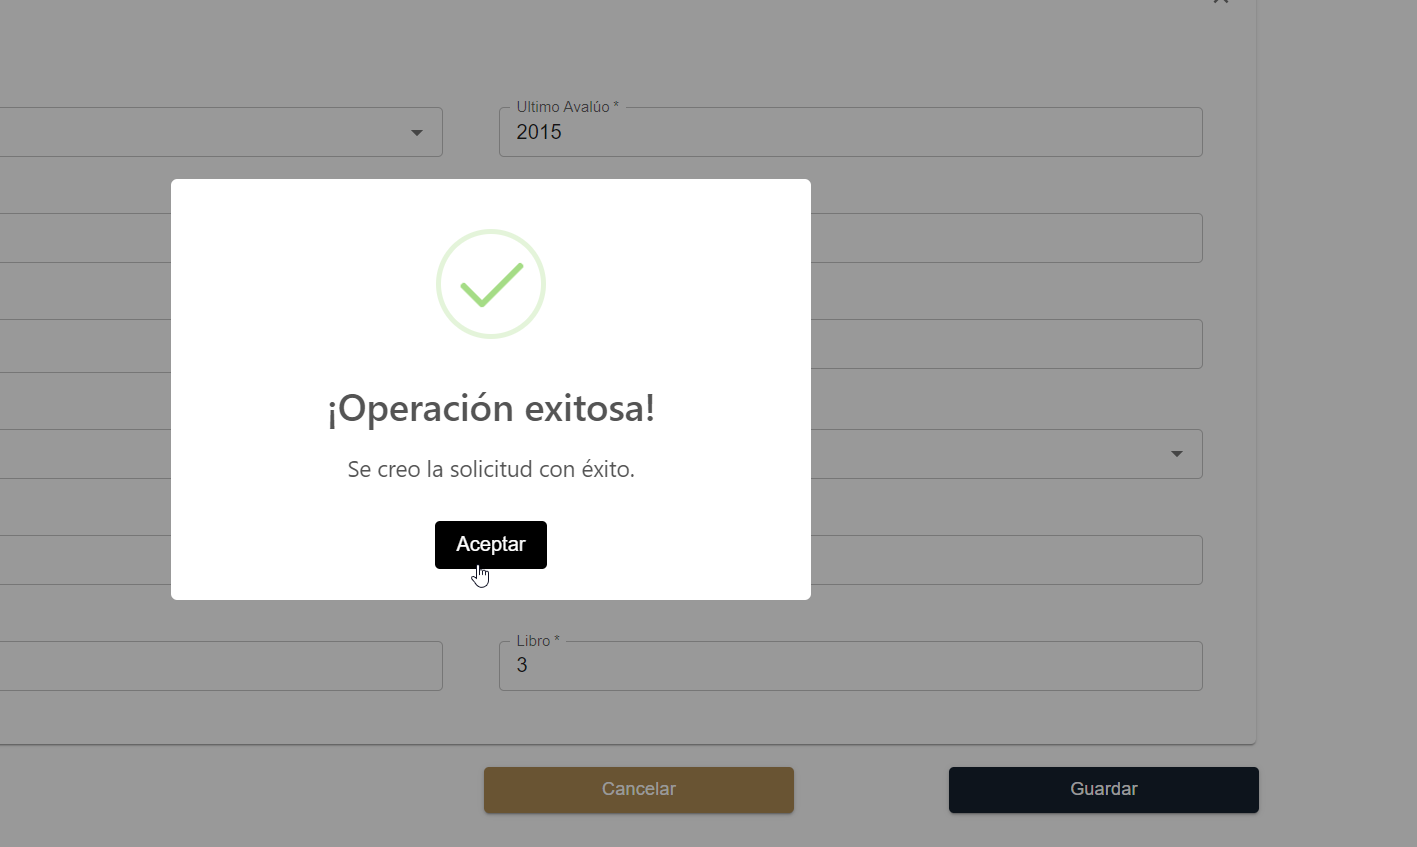 Ultimo Avalúo *
2015
¡Operación exitosa!
Se creo la solicitud con éxito.
Aceptar
Libro *
3
Cancelar
Guardar